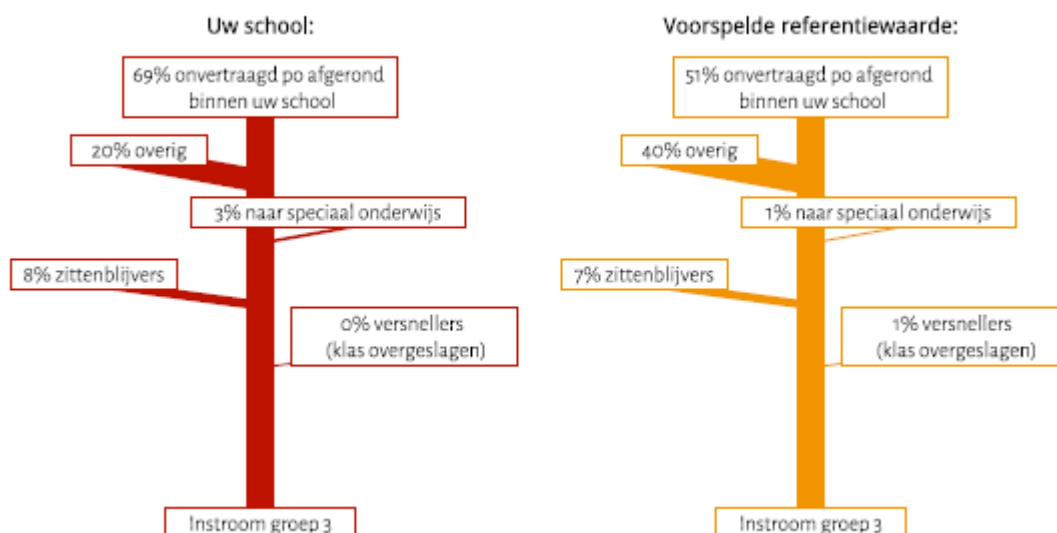 Uw school:
69% onvertraagd po afgerond
binnen uw school
20% overig
3% naar speciaal onderwijs
8% zittenblijvers
0% versnellers
(klas overgeslagen)
Instroom groep 3
Voorspelde referentiewaarde:
51% onvertraagd po afgerond
binnen uw school
40% overig
1% naar speciaal onderwijs
7% zittenblijvers
1% versnellers
(klas overgeslagen)
Instroom groep 3